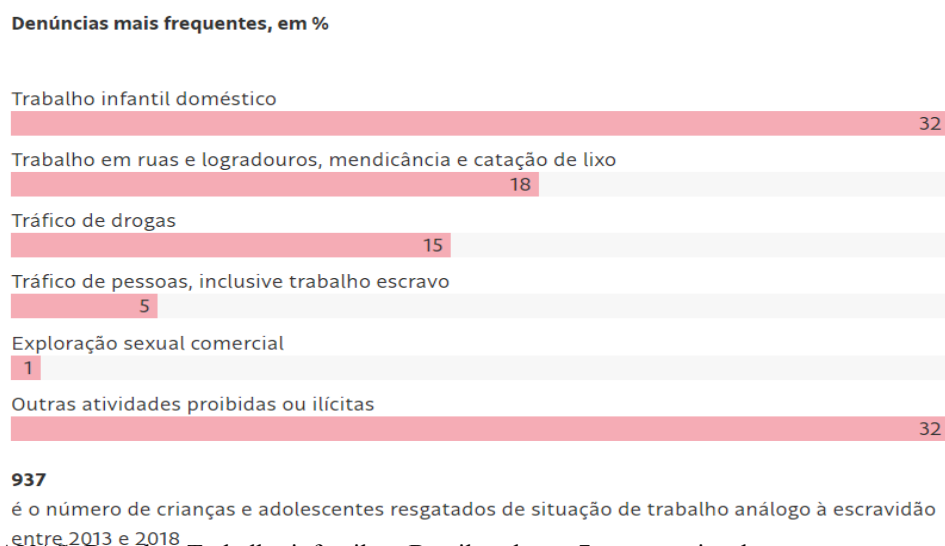 Denúncias mais frequentes, em %
Trabalho infantil doméstico
32
Trabalho em ruas e logradouros, mendicância e catação de lixo
18
Tráfico de drogas
15
Tráfico de pessoas, inclusive trabalho escravo
5
Exploração sexual comercial
1
Outras atividades proibidas ou ilícitas
32
937
é o número de crianças e adolescentes resgatados de situação de trabalho análogo à escravidão
entre 2013 e 2018